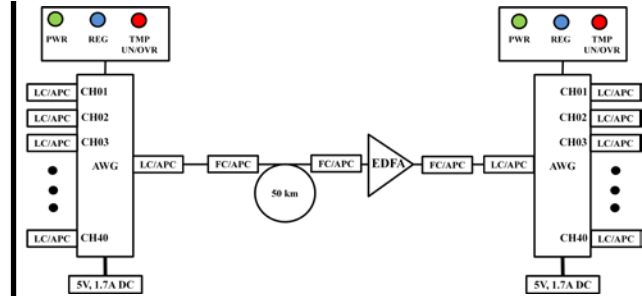 PWR REG TMP UN/OVR
PWR REG TMP UN/OVR
LC/APC CH01 CH01 LC/APC
LC/APC CH02 CH02 LC/APC
LC/APC CH03 CH03 LC/APC
AWG LC/APC FC/APC FC/APC EDFA FC/APC LC/APC AWG
50 km
LC/APC CH40 CH40 LC/APC
5V, 1.7A DC 5V, 1.7A DC